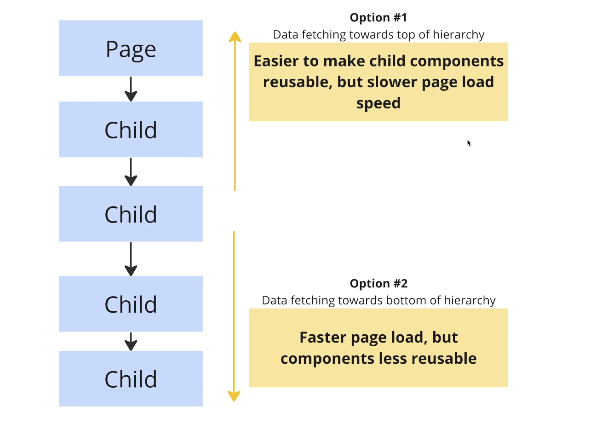 Page
Child
Child
Child
Child
Option #1
Data fetching towards top of hierarchy
Easier to make child components
reusable, but slower page load
speed
Option #2
Data fetching towards bottom of hierarchy
Faster page load, but
components less reusable